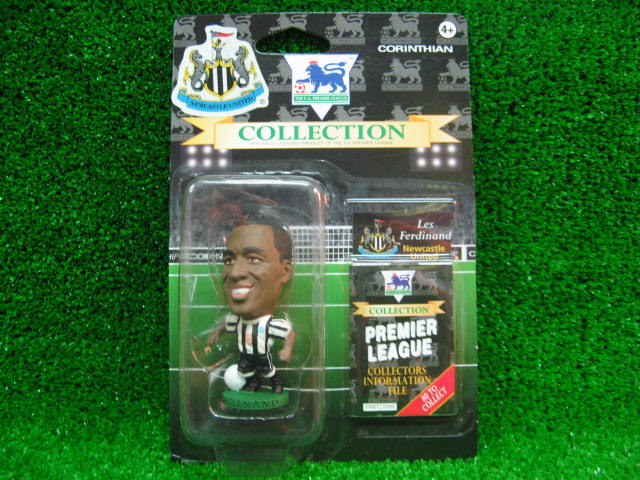 4+
CORINTHIAN
NEWCASTLE UNITED
THE F.A. PREMIER LEAGUE
COLLECTION
OFFICIALLY LICENSED PRODUCT OF THE F.A. PREMIER LEAGUE
Les
Ferdinand
Newcastle
United
COLLECTION
PREMIER
LEAGUE
COLLECTORS
INFORMATION
FILE
80 TO
COLLECT